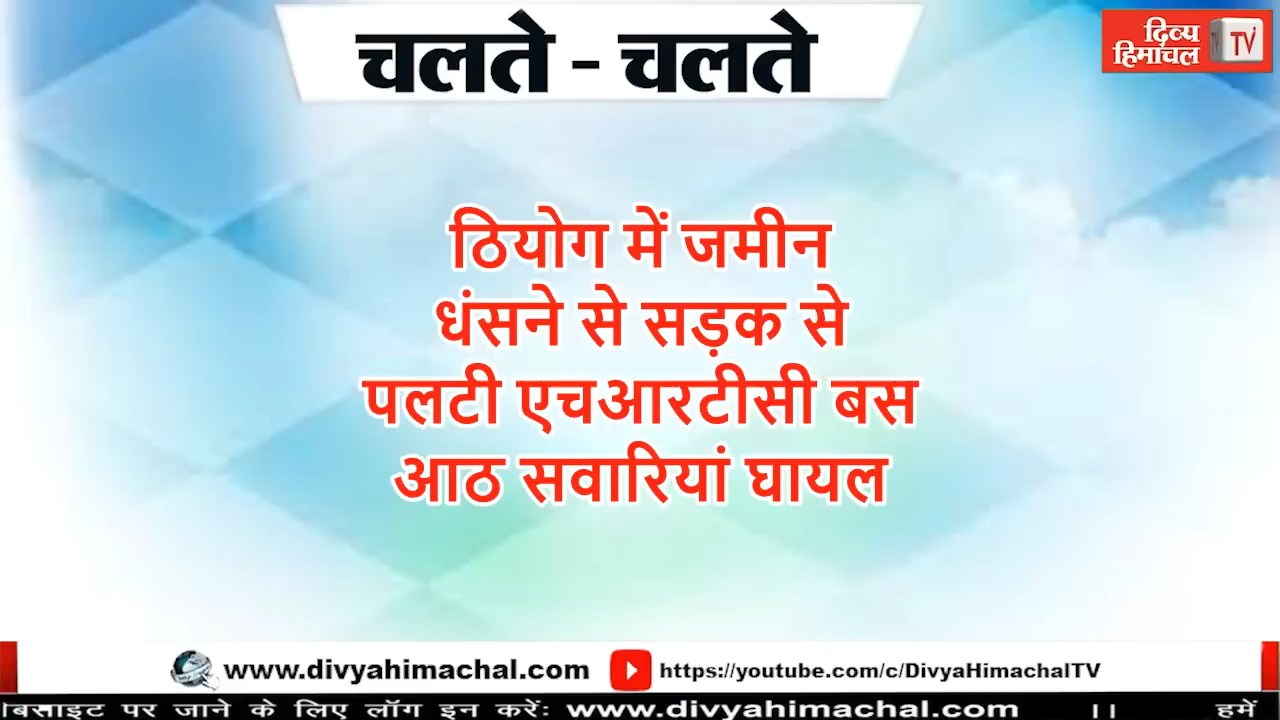 चलते - चलते
दिव्य
हिमाचल
TV
ठियोग में जमीन
धंसने से सड़क से
पलटी एचआरटीसी बस
आठ सवारियां घायल
www.divyahimachal.com
https://youtube.com/c/DivyaHimachalTV
पर जाने के लिए लॉग इन करेंः www.divyahimachal.com ।। हमें